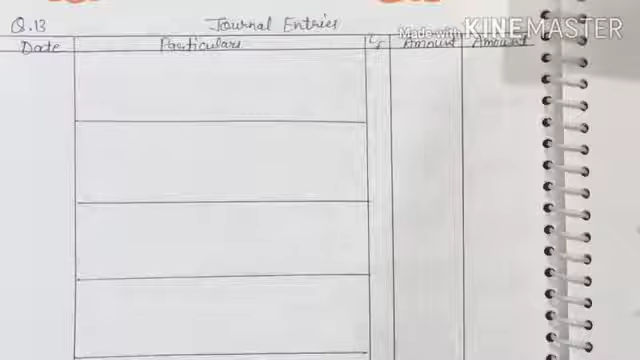 Q.13 Journal Entries
Made with KINEMASTER
Date Particulars Amount Amount